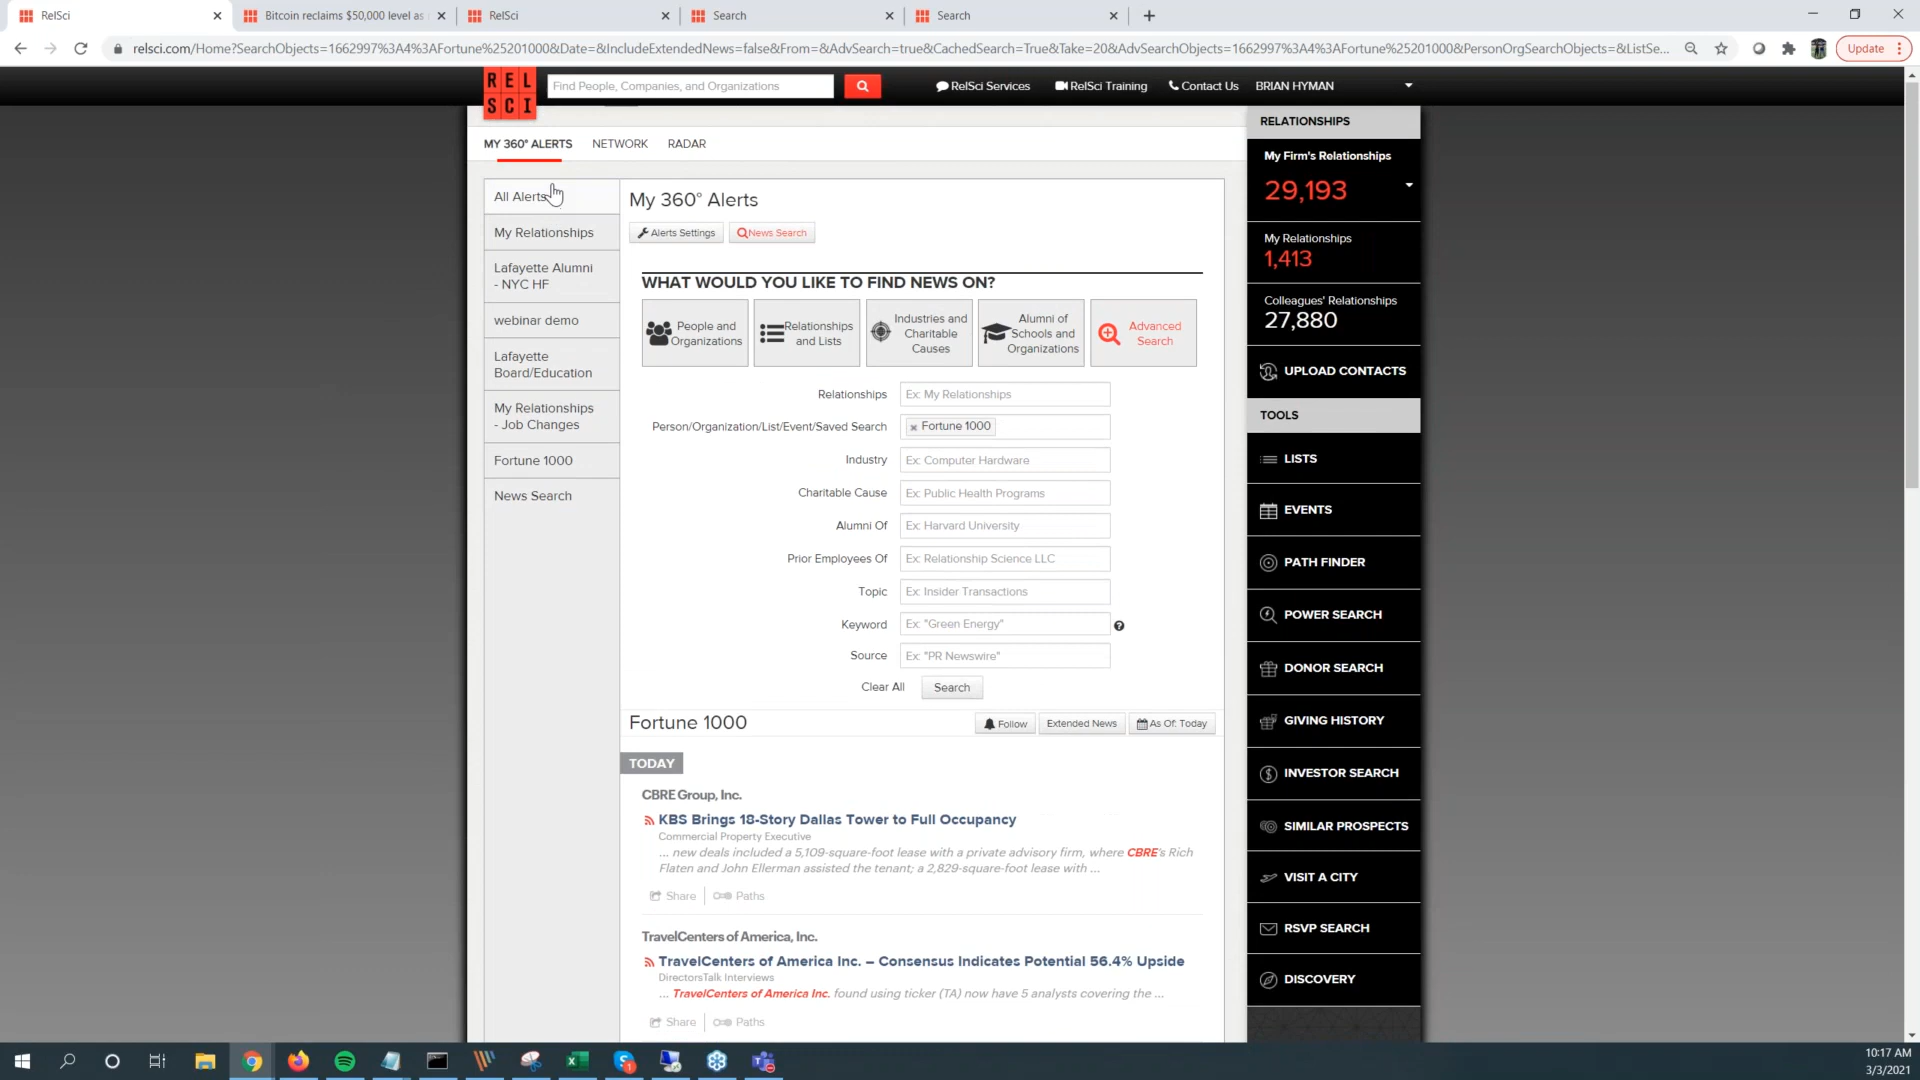 RelSci
Bitcoin reclaims $50,000 level as
RelSci
Search
Search
relsci.com/Home?SearchObjects=1662997%3A4%3AFortune%25201000&Date=&IncludeExtendedNews=false&From=&AdvSearch=true&CachedSearch=True&Take=20&AdvSearchObjects=1662997%3A4%3AFortune%25201000&PersonOrgSearchObjects=&ListSe...
Update
REL
SCI
Find People, Companies, and Organizations
RelSci Services
RelSci Training
Contact Us
BRIAN HYMAN
MY 360° ALERTS
NETWORK
RADAR
All Alerts
My Relationships
Lafayette Alumni
- NYC HF
webinar demo
Lafayette
Board/Education
My Relationships
- Job Changes
Fortune 1000
News Search
My 360° Alerts
Alerts Settings
News Search
WHAT WOULD YOU LIKE TO FIND NEWS ON?
People and
Organizations
Relationships
and Lists
Industries and
Charitable
Causes
Alumni of
Schools and
Organizations
Advanced
Search
Relationships
Ex: My Relationships
Person/Organization/List/Event/Saved Search
Fortune 1000
Industry
Ex: Computer Hardware
Charitable Cause
Ex: Public Health Programs
Alumni Of
Ex: Harvard University
Prior Employees Of
Ex: Relationship Science LLC
Topic
Ex: Insider Transactions
Keyword
Ex: "Green Energy"
Source
Ex: "PR Newswire"
Clear All
Search
Fortune 1000
Follow
Extended News
As Of: Today
TODAY
CBRE Group, Inc.
KBS Brings 18-Story Dallas Tower to Full Occupancy
Commercial Property Executive
... new deals included a 5,109-square-foot lease with a private advisory firm, where CBRE's Rich
Flaten and John Ellerman assisted the tenant; a 2,829-square-foot lease with ...
Share
Paths
TravelCenters of America, Inc.
TravelCenters of America Inc. – Consensus Indicates Potential 56.4% Upside
DirectorsTalk Interviews
... TravelCenters of America Inc. found using ticker (TA) now have 5 analysts covering the ...
Share
Paths
RELATIONSHIPS
My Firm's Relationships
29,193
My Relationships
1,413
Colleagues' Relationships
27,880
UPLOAD CONTACTS
TOOLS
LISTS
EVENTS
PATH FINDER
POWER SEARCH
DONOR SEARCH
GIVING HISTORY
INVESTOR SEARCH
SIMILAR PROSPECTS
VISIT A CITY
RSVP SEARCH
DISCOVERY
10:17 AM
3/3/2021